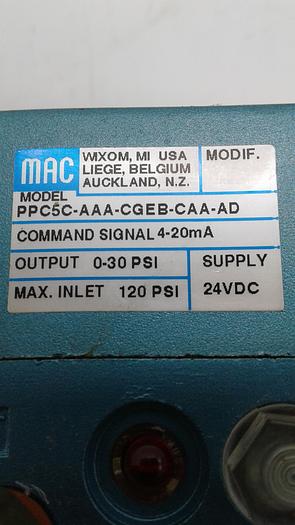 MAC
WIXOM, MI USA
LIEGE, BELGIUM
AUCKLAND, N.Z.
MODIF.
MODEL
PPC5C-AAA-CGEB-CAA-AD
COMMAND SIGNAL 4-20mA
OUTPUT 0-30 PSI
SUPPLY
MAX. INLET 120 PSI
24VDC